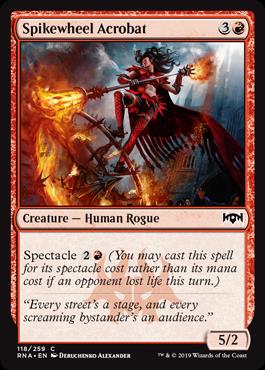 Spikewheel Acrobat 3
Creature — Human Rogue RNA
Spectacle 2 (You may cast this spell
for its spectacle cost rather than its mana
cost if an opponent lost life this turn.)
“Every street’s a stage, and every
screaming bystander’s an audience.”
5/2
118/259 C
RNA • EN Deruchenko Alexander ™ & © 2019 Wizards of the Coast